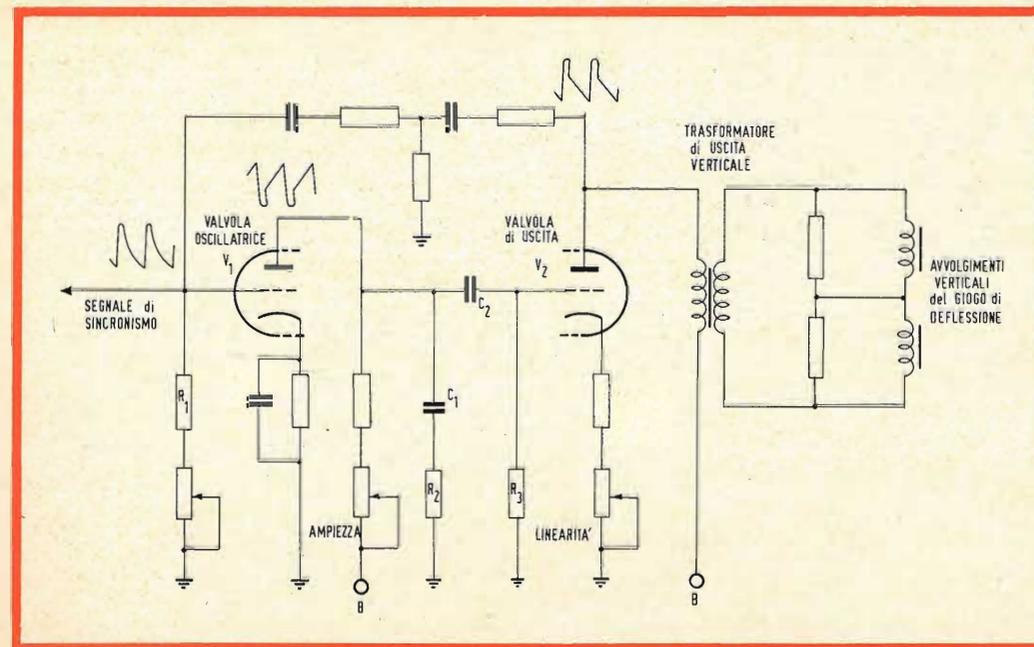 TRASFORMATORE
di USCITA
VERTICALE
VALVOLA
OSCILLATRICE
V1
VALVOLA
di USCITA
V2
SEGNALE di
SINCRONISMO
AVVOLGIMENTI
VERTICALI
del GIOGO di
DEFLESSIONE
C2
R1
C1
R2
R3
AMPIEZZA
LINEARITA'
B
B